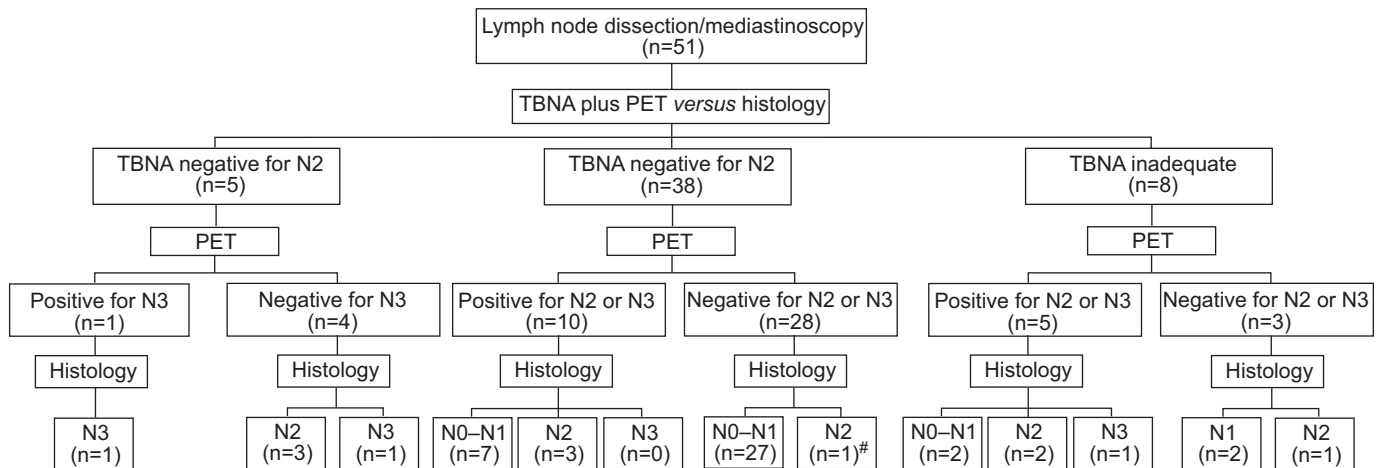 Lymph node dissection/mediastinoscopy
(n=51)
TBNA plus PET versus histology
TBNA negative for N2
(n=5)
TBNA negative for N2
(n=38)
TBNA inadequate
(n=8)
PET
PET
PET
Positive for N3
(n=1)
Negative for N3
(n=4)
Positive for N2 or N3
(n=10)
Negative for N2 or N3
(n=28)
Positive for N2 or N3
(n=5)
Negative for N2 or N3
(n=3)
Histology
Histology
Histology
Histology
Histology
Histology
N3
(n=1)
N2
(n=3)
N3
(n=1)
N0–N1
(n=7)
N2
(n=3)
N3
(n=0)
N0–N1
(n=27)
N2
(n=1)#
N0–N1
(n=2)
N2
(n=2)
N3
(n=1)
N1
(n=2)
N2
(n=1)